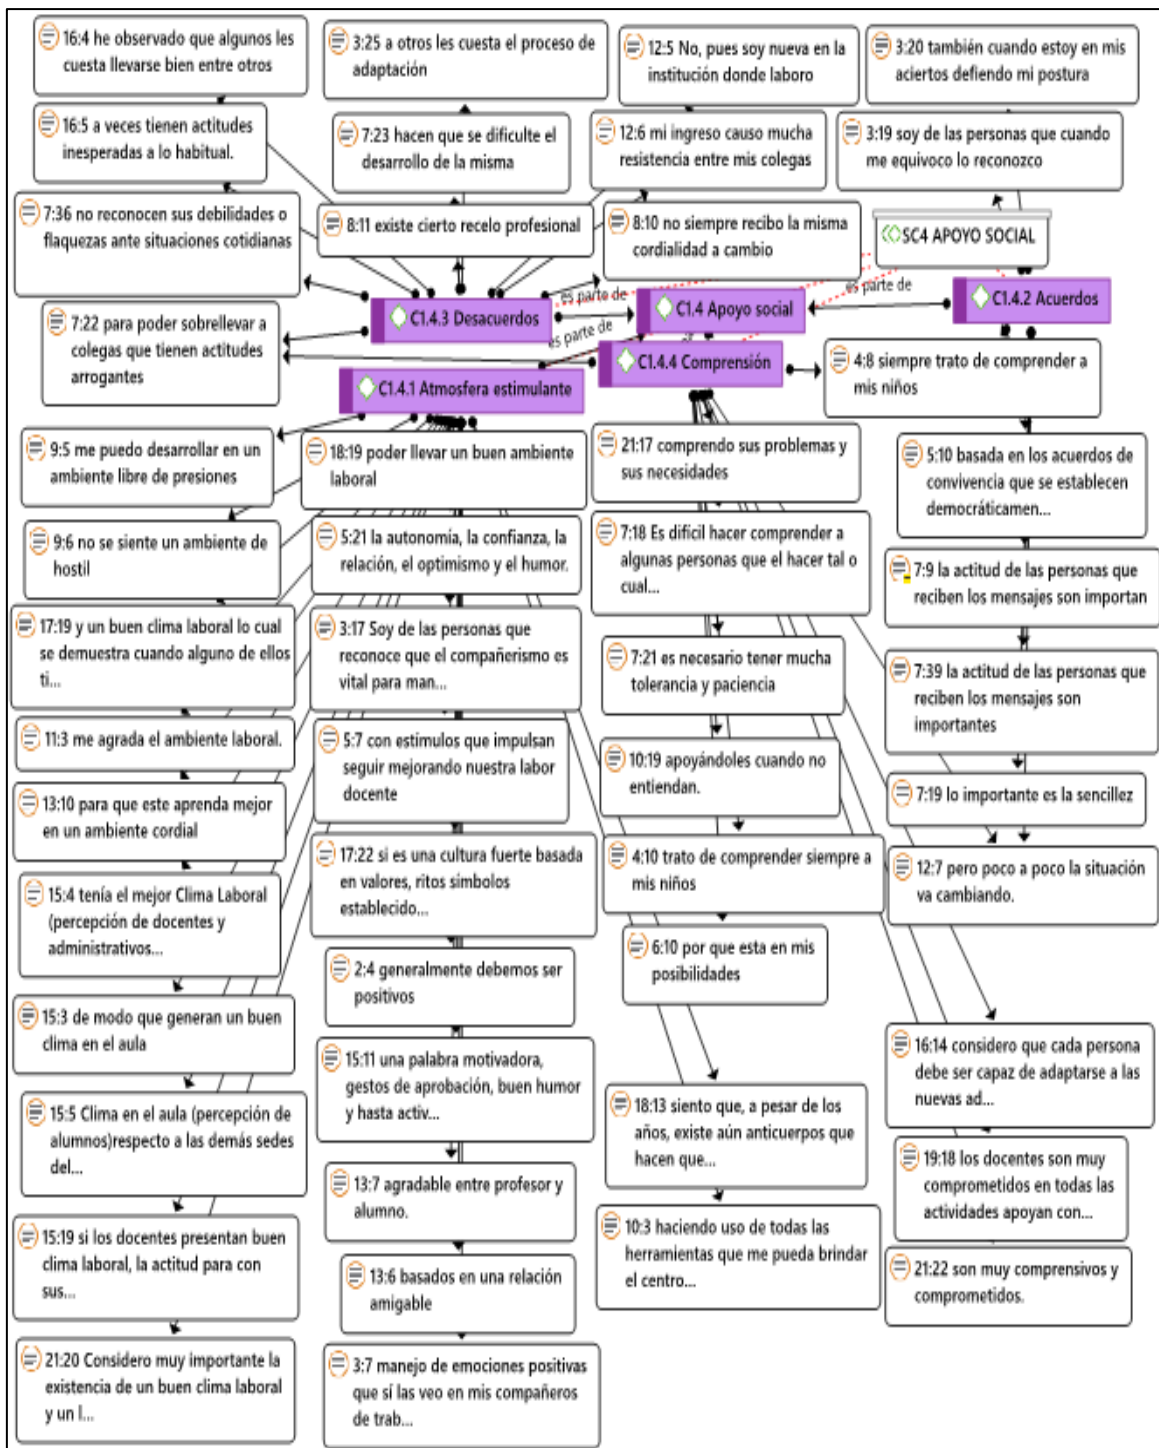 16:4 he observado que algunos les
cuesta llevarse bien entre otros
3:25 a otros les cuesta el proceso de
adaptación
12:5 No, pues soy nueva en la
institución donde laboro
3:20 también cuando estoy en mis
aciertos defiendo mi postura
16:5 a veces tienen actitudes
inesperadas a lo habitual.
7:23 hacen que se dificulte el
desarrollo de la misma
12:6 mi ingreso causo mucha
resistencia entre mis colegas
3:19 soy de las personas que cuando
me equivoco lo reconozco
7:36 no reconocen sus debilidades o
flaquezas ante situaciones cotidianas
8:11 existe cierto recelo profesional
8:10 no siempre recibo la misma
cordialidad a cambio
SC4 APOYO SOCIAL
es parte de
es parte de
es parte de
C1.4.3 Desacuerdos
C1.4 Apoyo social
C1.4.2 Acuerdos
7:22 para poder sobrellevar a
colegas que tienen actitudes
arrogantes
C1.4.4 Comprensión
C1.4.1 Atmosfera estimulante
4:8 siempre trato de comprender a
mis niños
9:5 me puedo desarrollar en un
ambiente libre de presiones
18:19 poder llevar un buen ambiente
laboral
21:17 comprendo sus problemas y
sus necesidades
5:10 basada en los acuerdos de
convivencia que se establecen
democráticamen...
9:6 no se siente un ambiente de
hostil
5:21 la autonomía, la confianza, la
relación, el optimismo y el humor.
7:18 Es difícil hacer comprender a
algunas personas que el hacer tal o
cual...
7:9 la actitud de las personas que
reciben los mensajes son importan
17:19 y un buen clima laboral lo cual
se demuestra cuando alguno de ellos
ti...
3:17 Soy de las personas que
reconoce que el compañerismo es
vital para man...
7:21 es necesario tener mucha
tolerancia y paciencia
7:39 la actitud de las personas que
reciben los mensajes son
importantes
11:3 me agrada el ambiente laboral.
5:7 con estimulos que impulsan
seguir mejorando nuestra labor
docente
10:19 apoyándoles cuando no
entiendan.
7:19 lo importante es la sencillez
13:10 para que este aprenda mejor
en un ambiente cordial
17:22 si es una cultura fuerte basada
en valores, ritos simbolos
establecido...
4:10 trato de comprender siempre a
mis niños
12:7 pero poco a poco la situación
va cambiando.
15:4 tenía el mejor Clima Laboral
(percepción de docentes y
administrativos...
2:4 generalmente debemos ser
positivos
6:10 por que esta en mis
posibilidades
15:3 de modo que generan un buen
clima en el aula
15:11 una palabra motivadora,
gestos de aprobación, buen humor
y hasta activ...
16:14 considero que cada persona
debe ser capaz de adaptarse a las
nuevas ad...
15:5 Clima en el aula (percepción de
alumnos)respecto a las demás sedes
del...
18:13 siento que, a pesar de los
años, existe aún anticuerpos que
hacen que...
19:18 los docentes son muy
comprometidos en todas las
actividades apoyan con...
13:7 agradable entre profesor y
alumno.
15:19 si los docentes presentan buen
clima laboral, la actitud para con
sus...
10:3 haciendo uso de todas las
herramientas que me pueda brindar
el centro...
13:6 basados en una relación
amigable
21:22 son muy comprensivos y
comprometidos.
21:20 Considero muy importante la
existencia de un buen clima laboral
y un l...
3:7 manejo de emociones positivas
que sí las veo en mis compañeros
de trab...